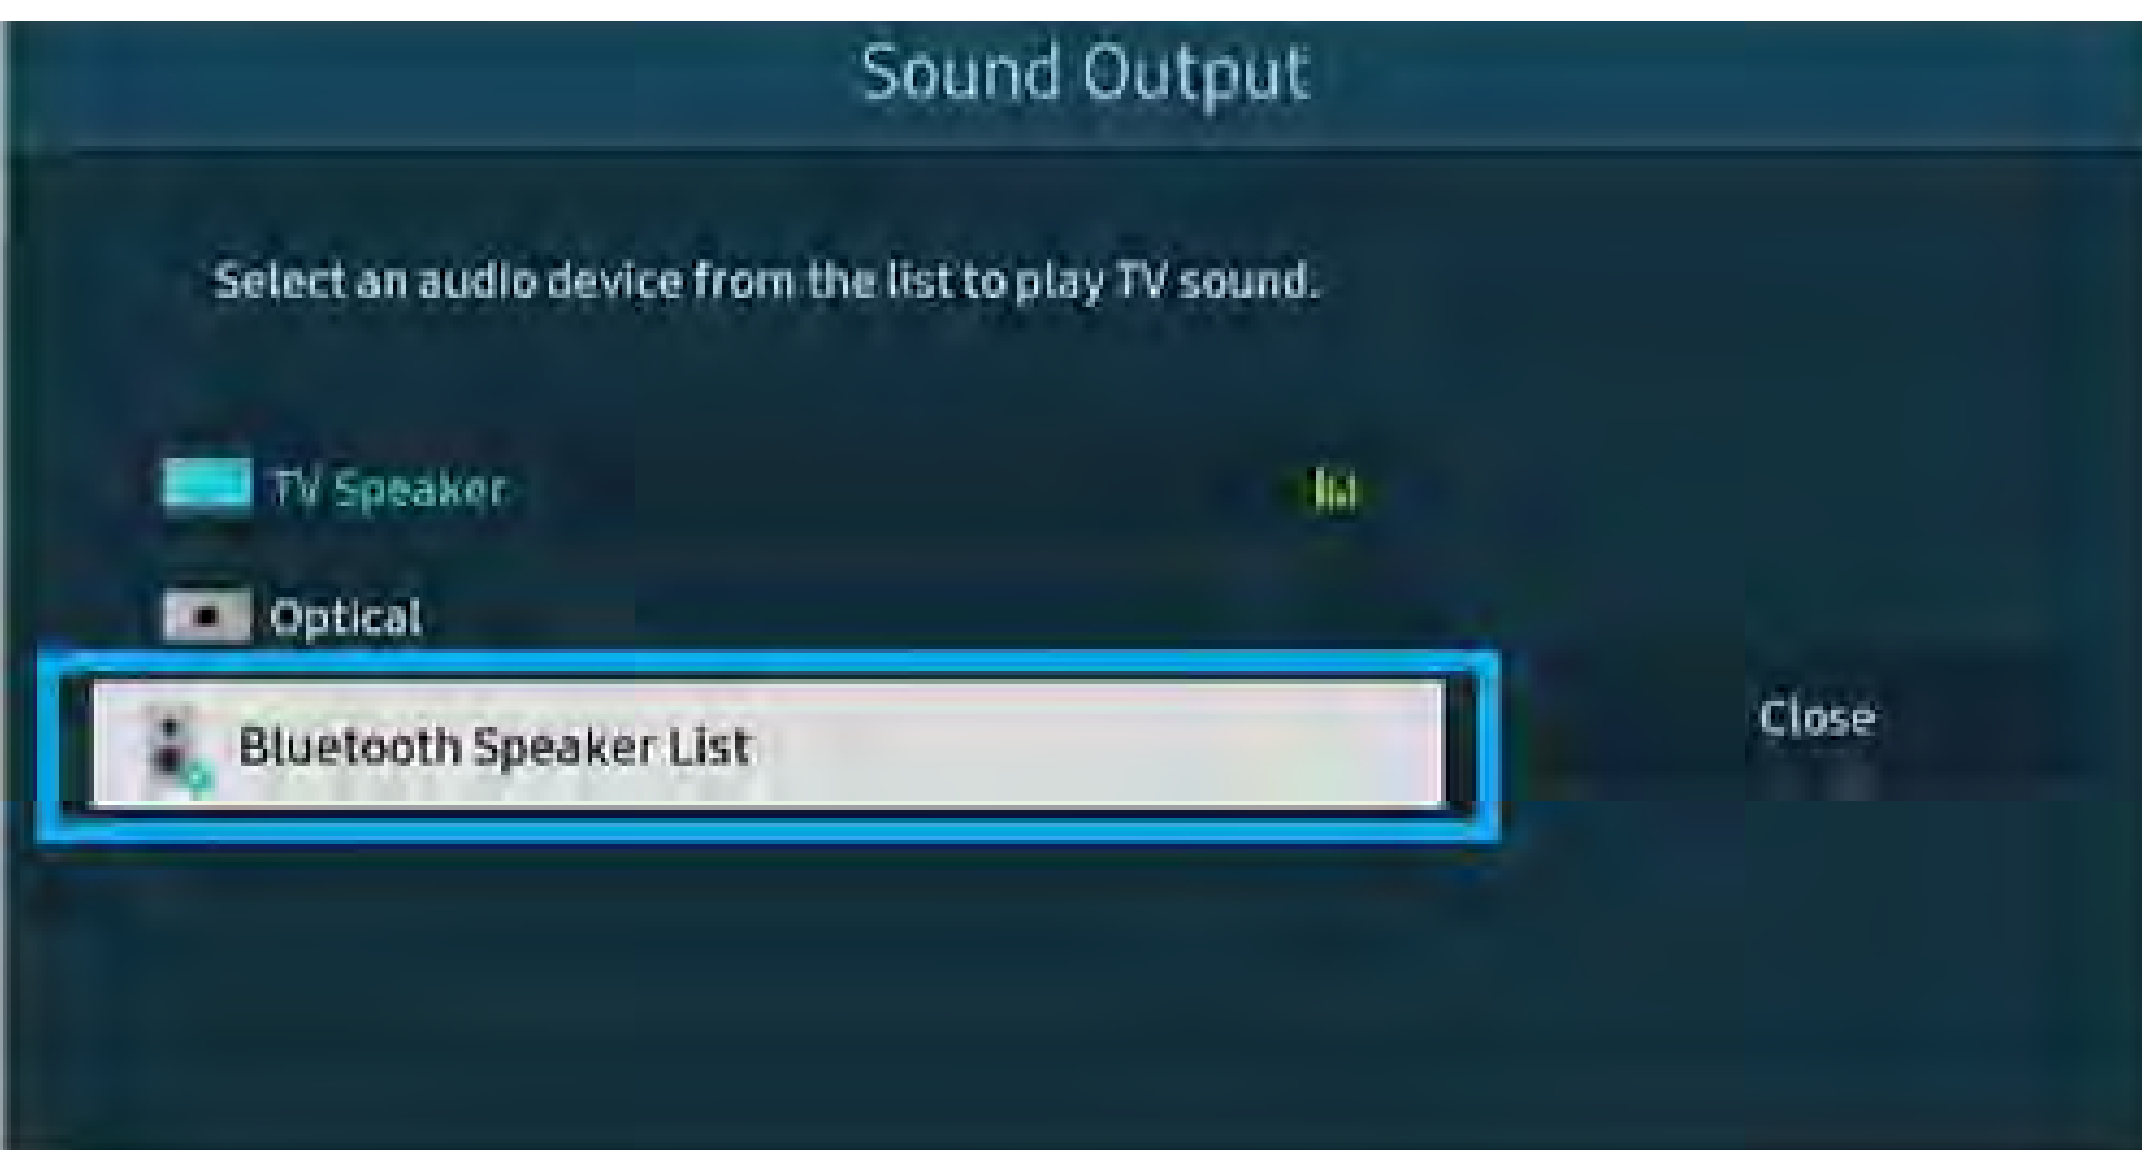 Sound Output
Select an audio device from the list to play TV sound.
TV Speaker
Optical
Bluetooth Speaker List
Close